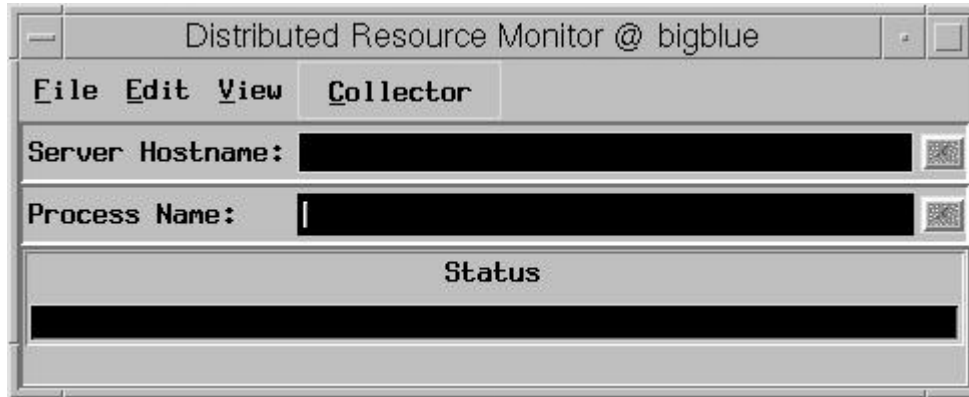 Distributed Resource Monitor @ bigblue
File Edit View Collector
Server Hostname:
Process Name:
Status